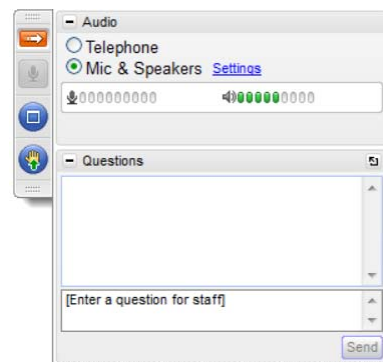 Audio
Telephone
Mic & Speakers Settings
Questions
[Enter a question for staff]
Send